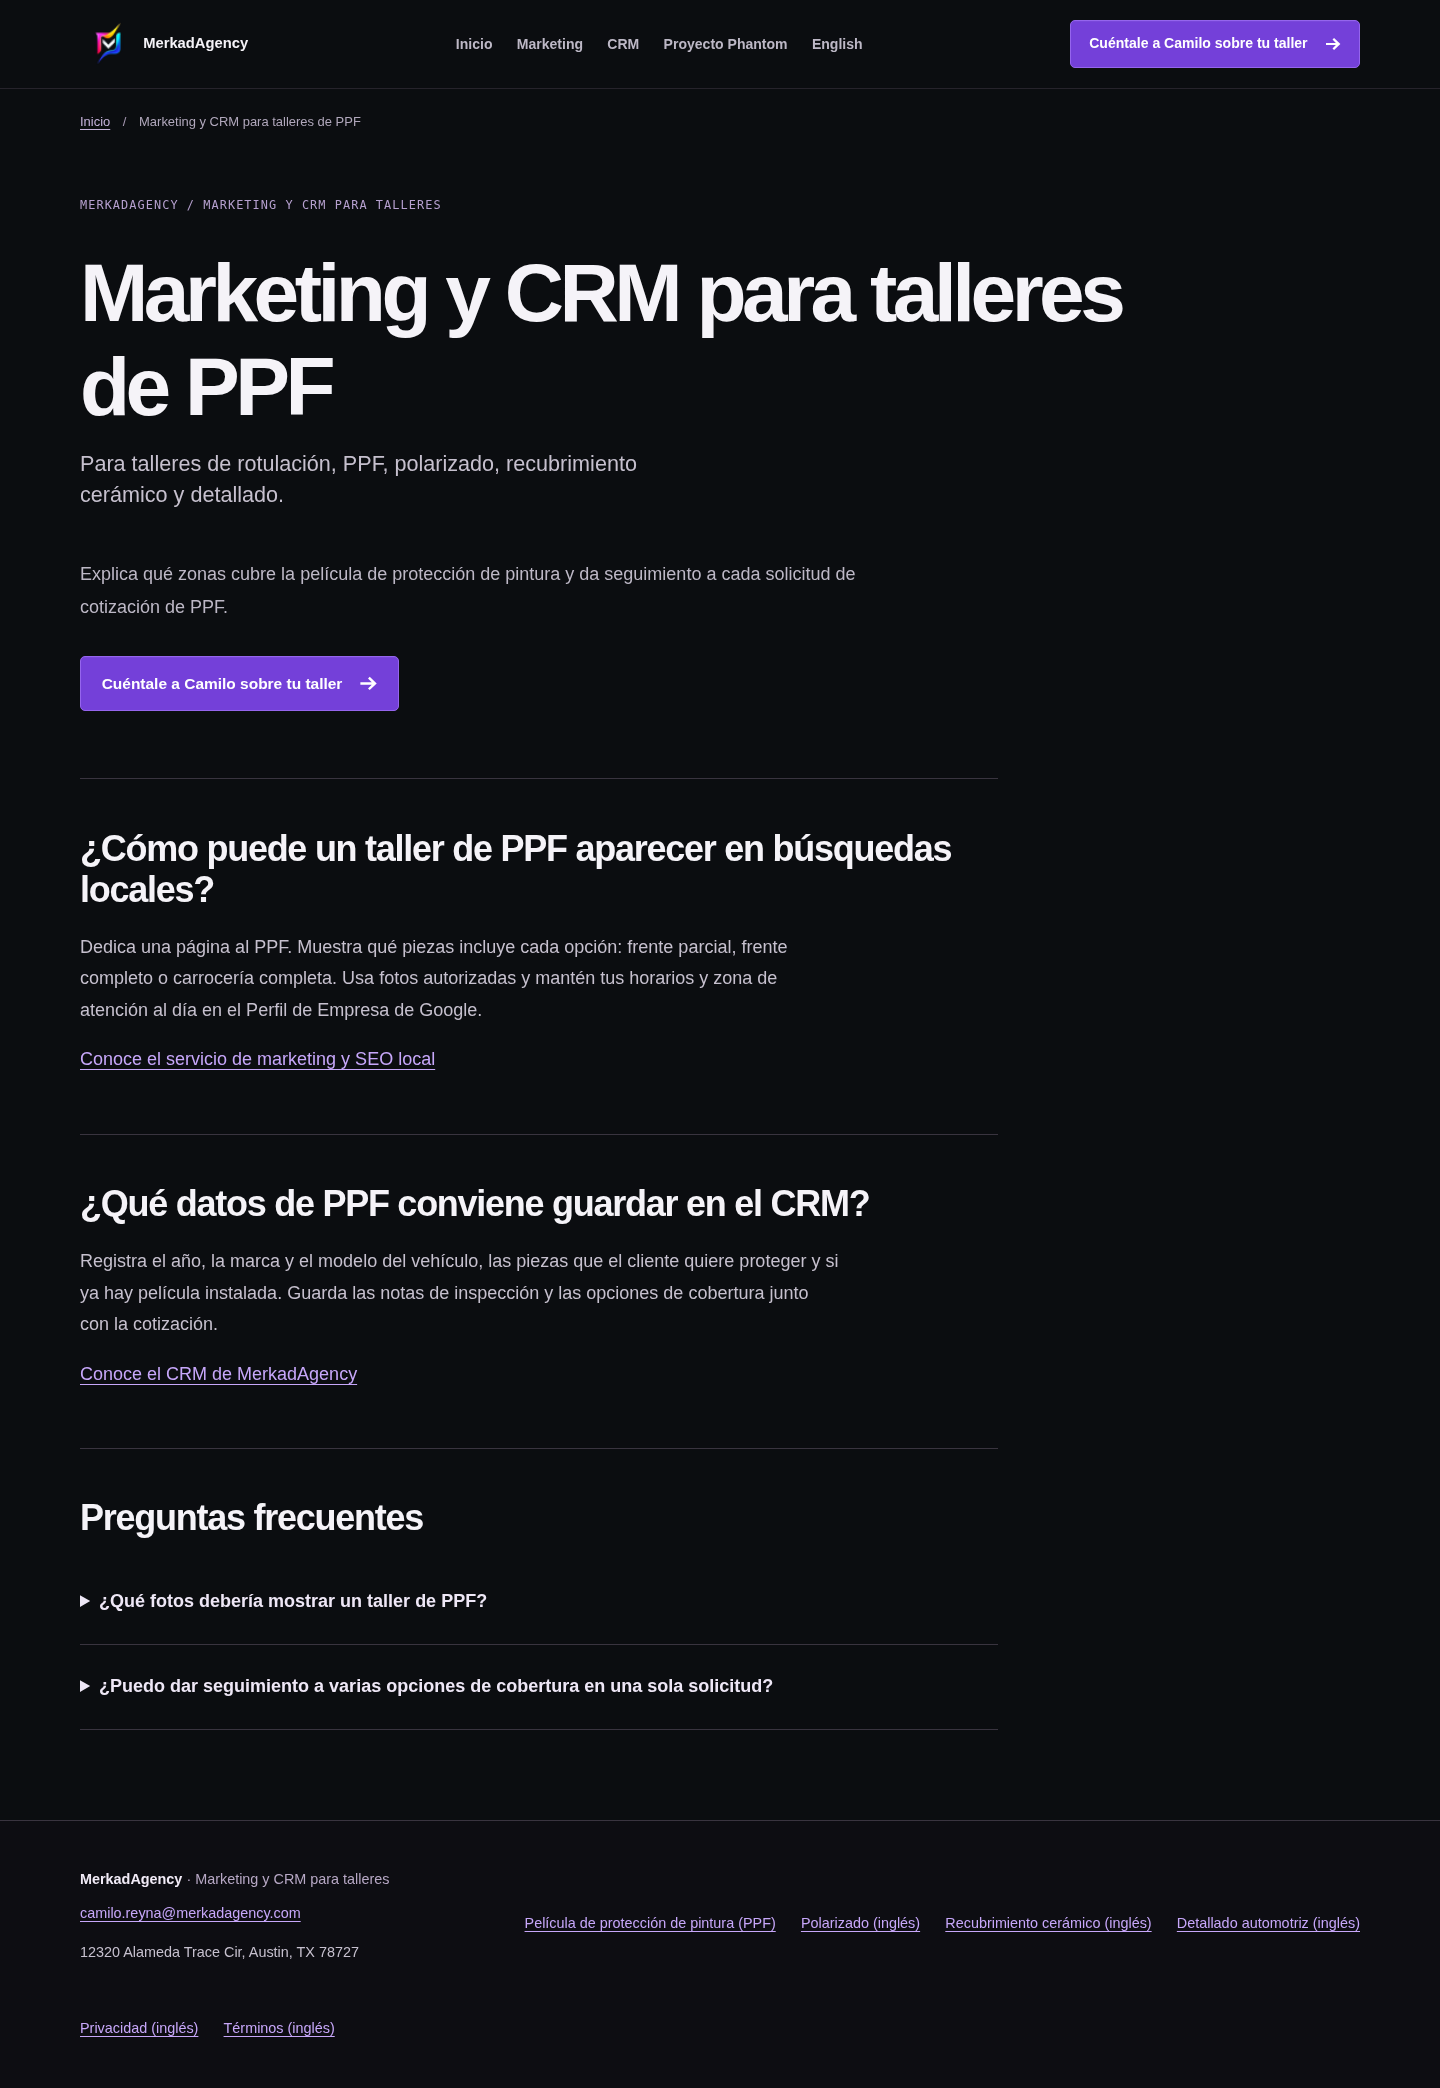 MerkadAgency
Inicio Marketing CRM Proyecto Phantom English
Cuéntale a Camilo sobre tu taller
Inicio / Marketing y CRM para talleres de PPF
MERKADAGENCY / MARKETING Y CRM PARA TALLERES
Marketing y CRM para talleres
de PPF
Para talleres de rotulación, PPF, polarizado, recubrimiento
cerámico y detallado.
Explica qué zonas cubre la película de protección de pintura y da seguimiento a cada solicitud de
cotización de PPF.
Cuéntale a Camilo sobre tu taller
¿Cómo puede un taller de PPF aparecer en búsquedas
locales?
Dedica una página al PPF. Muestra qué piezas incluye cada opción: frente parcial, frente
completo o carrocería completa. Usa fotos autorizadas y mantén tus horarios y zona de
atención al día en el Perfil de Empresa de Google.
Conoce el servicio de marketing y SEO local
¿Qué datos de PPF conviene guardar en el CRM?
Registra el año, la marca y el modelo del vehículo, las piezas que el cliente quiere proteger y si
ya hay película instalada. Guarda las notas de inspección y las opciones de cobertura junto
con la cotización.
Conoce el CRM de MerkadAgency
Preguntas frecuentes
¿Qué fotos debería mostrar un taller de PPF?
¿Puedo dar seguimiento a varias opciones de cobertura en una sola solicitud?
MerkadAgency · Marketing y CRM para talleres
camilo.reyna@merkadagency.com
12320 Alameda Trace Cir, Austin, TX 78727
Película de protección de pintura (PPF) Polarizado (inglés) Recubrimiento cerámico (inglés) Detallado automotriz (inglés)
Privacidad (inglés) Términos (inglés)